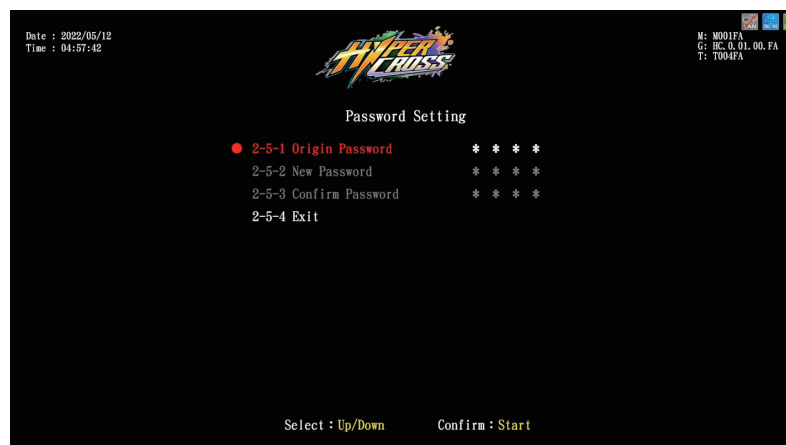 Date : 2022/05/12
Time : 04:57:42
HYPER CROSS
M: M001FA
G: HC.0.01.00.FA
T: T004FA
Password Setting
2-5-1 Origin Password * * * *
2-5-2 New Password * * * *
2-5-3 Confirm Password * * * *
2-5-4 Exit
Select : Up/Down Confirm : Start